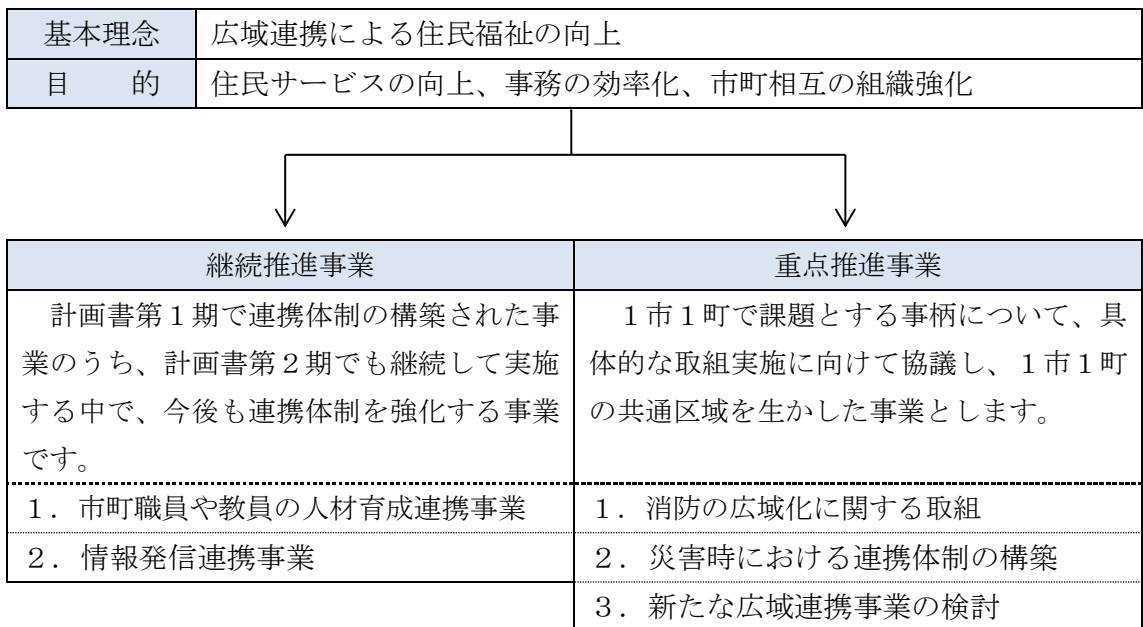 基本理念 広域連携による住民福祉の向上
目　的 住民サービスの向上、事務の効率化、市町相互の組織強化
継続推進事業
計画書第１期で連携体制の構築された事
業のうち、計画書第２期でも継続して実施
する中で、今後も連携体制を強化する事業
です。
１．市町職員や教員の人材育成連携事業
２．情報発信連携事業
重点推進事業
１市１町で課題とする事柄について、具
体的な取組実施に向けて協議し、１市１町
の共通区域を生かした事業とします。
１．消防の広域化に関する取組
２．災害時における連携体制の構築
３．新たな広域連携事業の検討